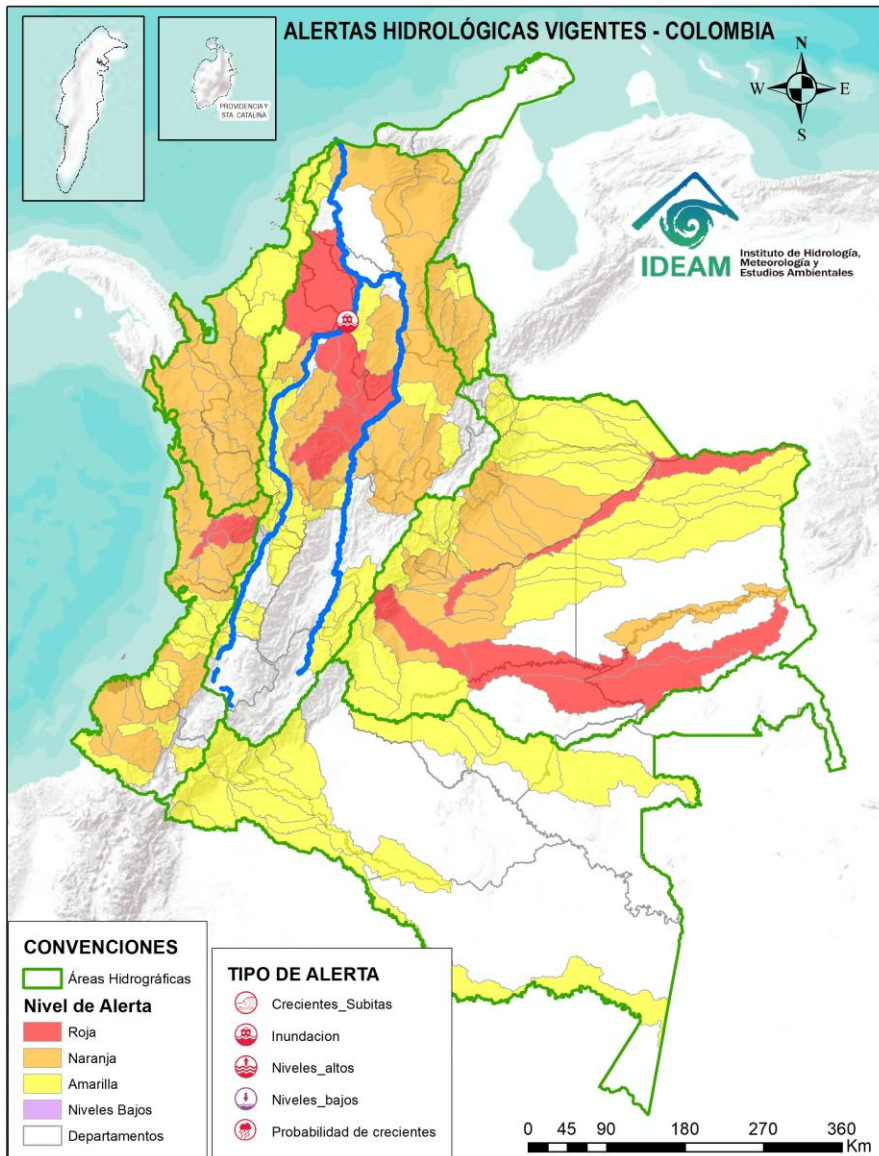 ALERTAS HIDROLÓGICAS VIGENTES - COLOMBIA
PROVIDENCIA Y
STA. CATALINA
N
W
E
S
IDEAM
Instituto de Hidrología,
Meteorología y
Estudios Ambientales
CONVENCIONES
Áreas Hidrográficas
Nivel de Alerta
Roja
Naranja
Amarilla
Niveles Bajos
Departamentos
TIPO DE ALERTA
Crecientes_Subitas
Inundacion
Niveles_altos
Niveles_bajos
Probabilidad de crecientes
0 45 90 180 270 360
Km